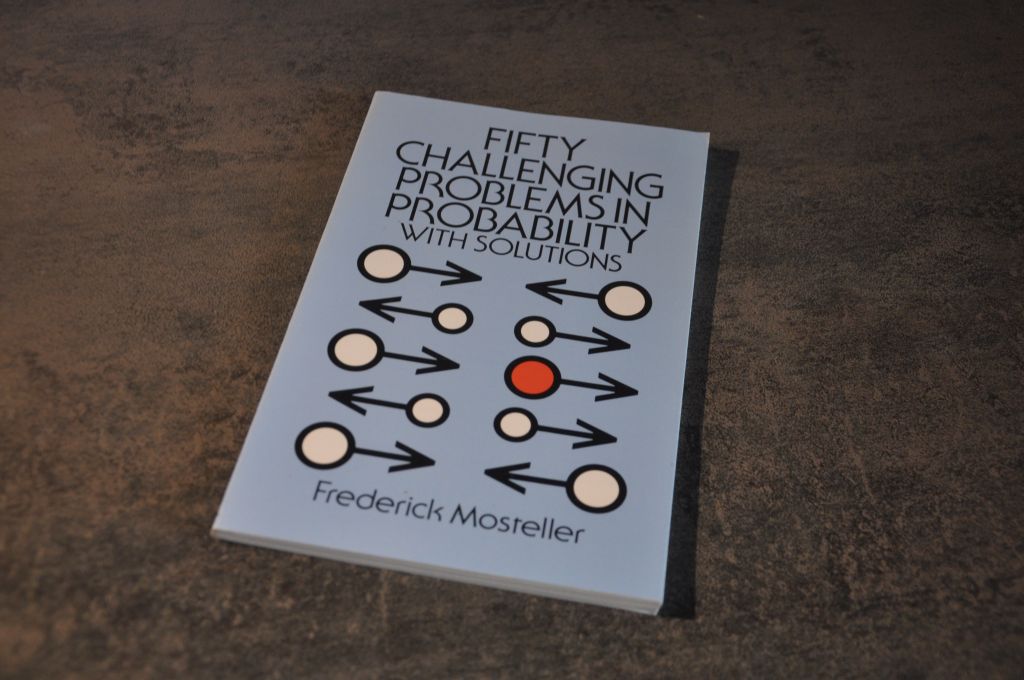 FIFTY
CHALLENGING
PROBLEMS IN
PROBABILITY
WITH SOLUTIONS
Frederick Mosteller